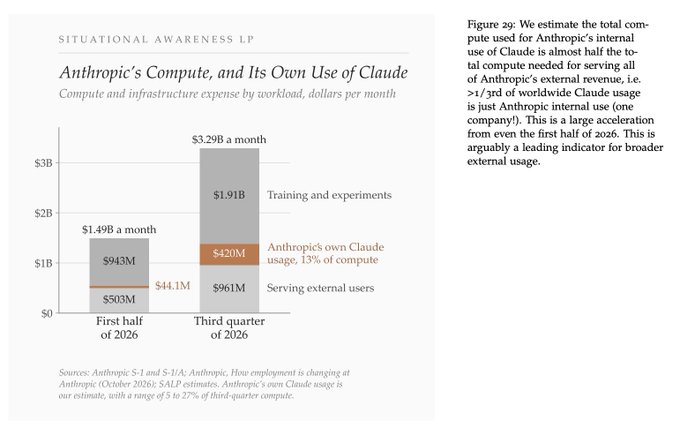 SITUATIONAL AWARENESS LP
Anthropic's Compute, and Its Own Use of Claude
Compute and infrastructure expense by workload, dollars per month
$3.29B a month
$3B
$1.91B
Training and experiments
$2B
$1.49B a month
$943M
Anthropic's own Claude
$420M
usage, 13% of compute
$1B
$44.1M
$961M
Serving external users
$503M
$0
First half
of 2026
Third quarter
of 2026
Sources: Anthropic S-1 and S-1/A; Anthropic, How employment is changing at
Anthropic (October 2026); SALP estimates. Anthropic's own Claude usage is
our estimate, with a range of 5 to 27% of third-quarter compute.
Figure 29: We estimate the total com-
pute used for Anthropic's internal
use of Claude is almost half the to-
tal compute needed for serving all
of Anthropic's external revenue, i.e.
>1/3rd of worldwide Claude usage
is just Anthropic internal use (one
company!). This is a large acceleration
from even the first half of 2026. This is
arguably a leading indicator for broader
external usage.